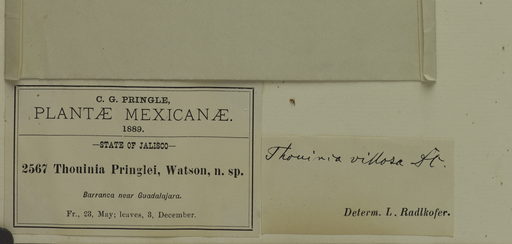 C. G. PRINGLE,
PLANTÆ MEXICANÆ.
1889.
—STATE OF JALISCO—
2567 Thouinia Pringlei, Watson, n. sp.
Barranca near Guadalajara.
Fr., 23, May; leaves, 3, December.
Thouinia villosa DC.
Determ. L. Radlkofer.